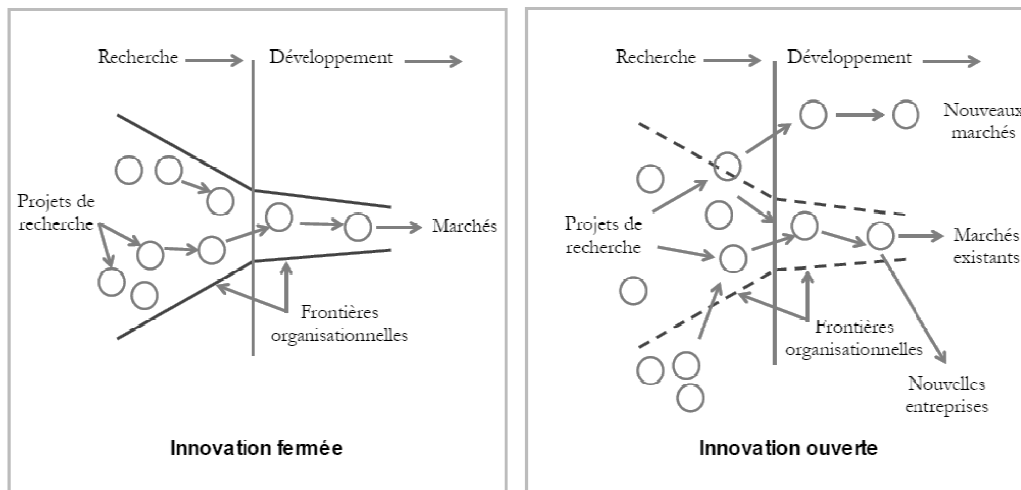 Recherche
Développement
Projets de
recherche
Marchés
Frontières
organisationnelles
Innovation fermée
Recherche
Développement
Nouveaux
marchés
Projets de
recherche
Marchés
existants
Frontières
organisationnelles
Nouvelles
entreprises
Innovation ouverte